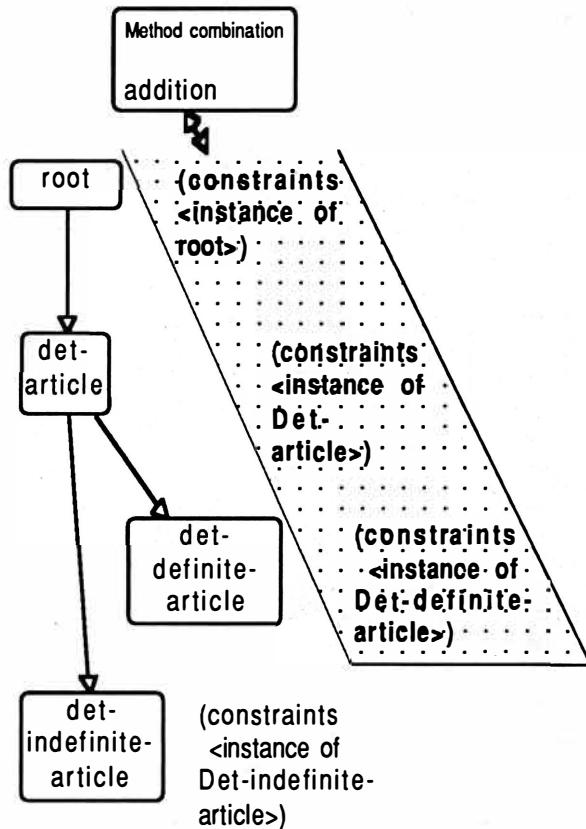 Method combination
addition
root
(constraints
<instance of
root>)
det-
article
(constraints
<instance of
Det-
article>)
det-
definite-
article
(constraints
<instance of
Det-definite-
article>)
det-
indefinite-
article
(constraints
<instance of
Det-indefinite-
article>)